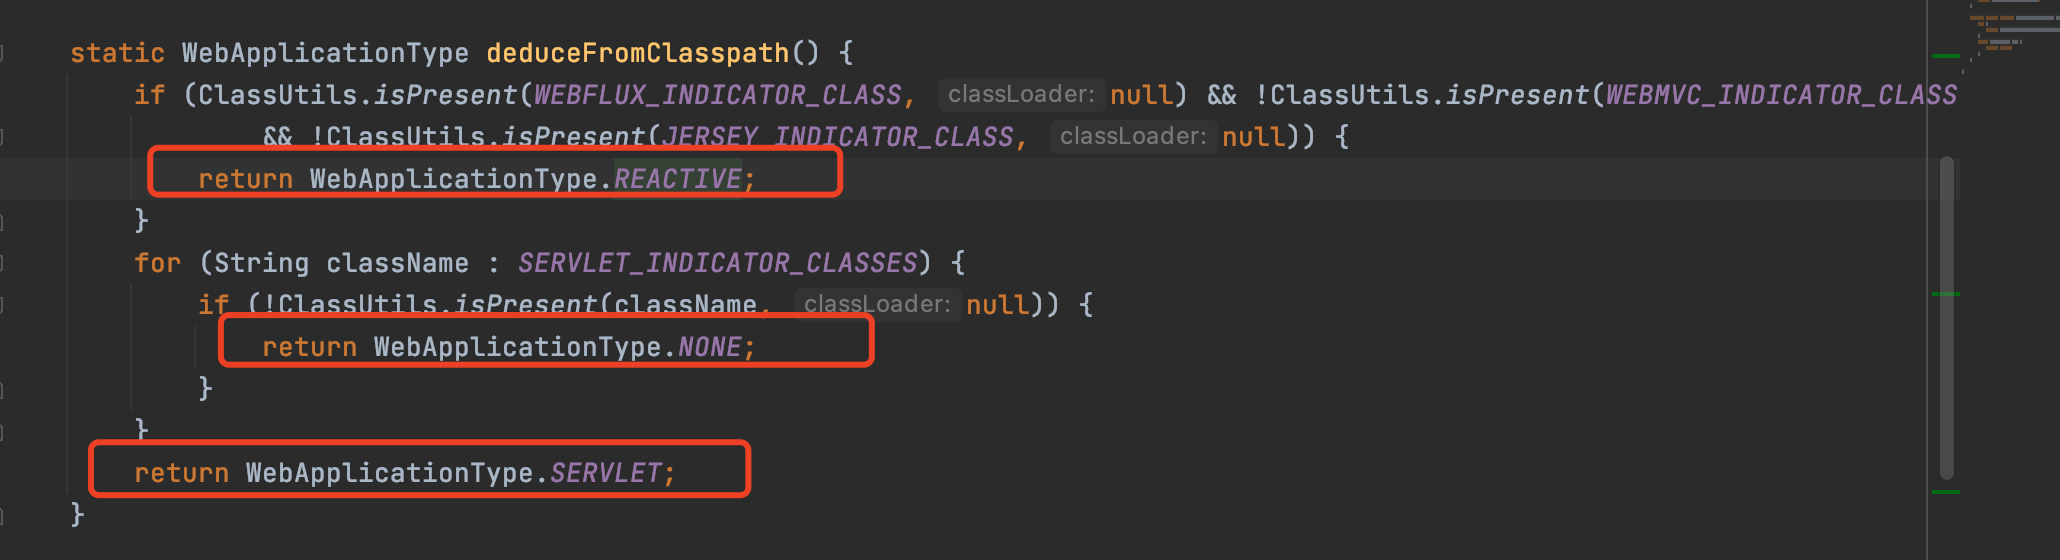 static WebApplicationType deduceFromClasspath() {
if (ClassUtils.isPresent(WEBFLUX_INDICATOR_CLASS, classLoader: null) && !ClassUtils.isPresent(WEBMVC_INDICATOR_CLASS
&& !ClassUtils.isPresent(JERSEY_INDICATOR_CLASS, classLoader: null)) {
return WebApplicationType.REACTIVE;
}
for (String className : SERVLET_INDICATOR_CLASSES) {
if (!ClassUtils.isPresent(className, classLoader: null)) {
return WebApplicationType.NONE;
}
}
return WebApplicationType.SERVLET;
}